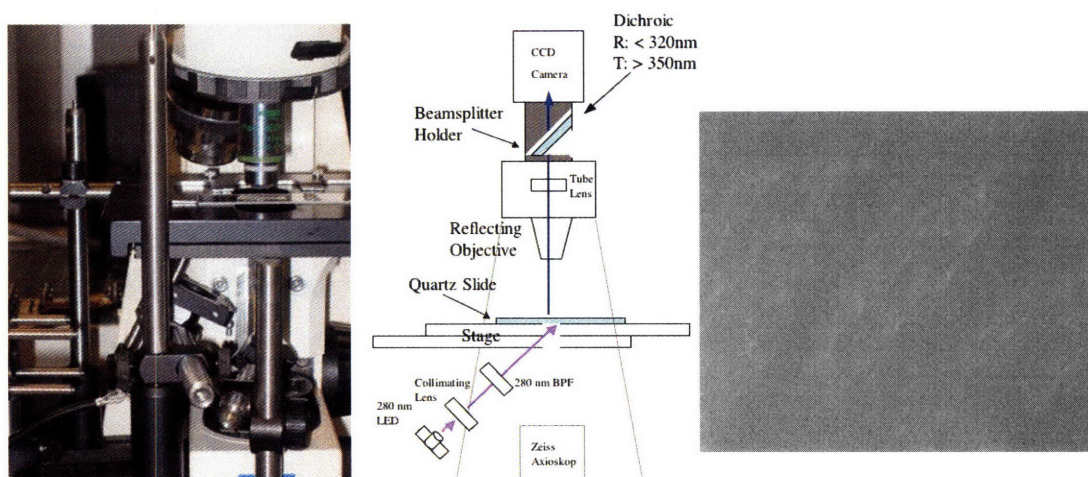 Dichroic
R: < 320nm
T: > 350nm
CCD
Camera
Beamsplitter
Holder
Tube
Lens
Reflecting
Objective
Quartz Slide
Stage
280 nm BPF
Collimating
Lens
280 nm
LED
Zeiss
Axioskop